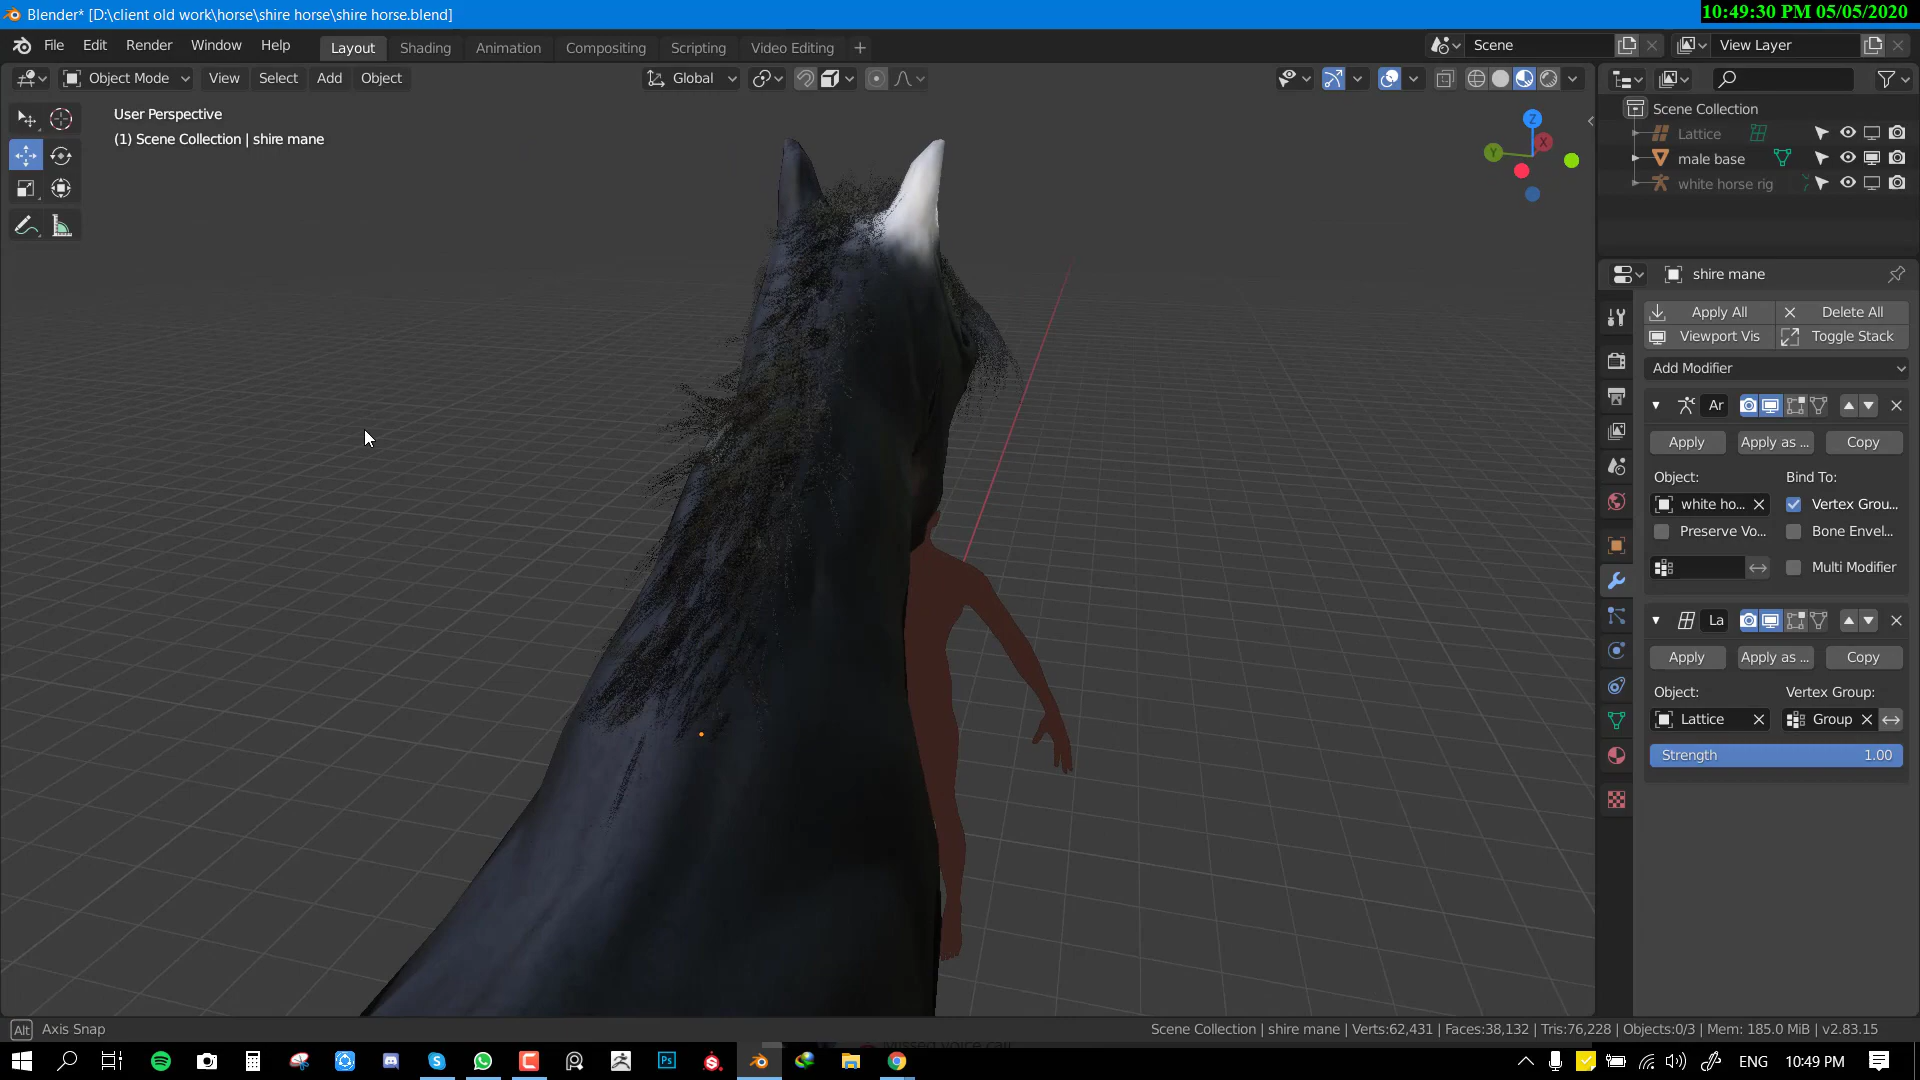 Blender* [D:\client old work\horse\shire horse\shire horse.blend]
10:49:30 PM 05/05/2020
File Edit Render Window Help
Layout Shading Animation Compositing Scripting Video Editing +
Scene
View Layer
Object Mode View Select Add Object
Global
User Perspective
(1) Scene Collection | shire mane
Z
X
Y
Scene Collection
Lattice
male base
white horse rig
shire mane
Apply All Delete All
Viewport Vis Toggle Stack
Add Modifier
Ar
Apply Apply as ... Copy
Object: Bind To:
white ho... Vertex Grou...
Preserve Vo... Bone Envel...
Multi Modifier
La
Apply Apply as ... Copy
Object: Vertex Group:
Lattice Group
Strength 1.00
Alt Axis Snap
Scene Collection | shire mane | Verts:62,431 | Faces:38,132 | Tris:76,228 | Objects:0/3 | Mem: 185.0 MiB | v2.83.15
Ps
ENG 10:49 PM